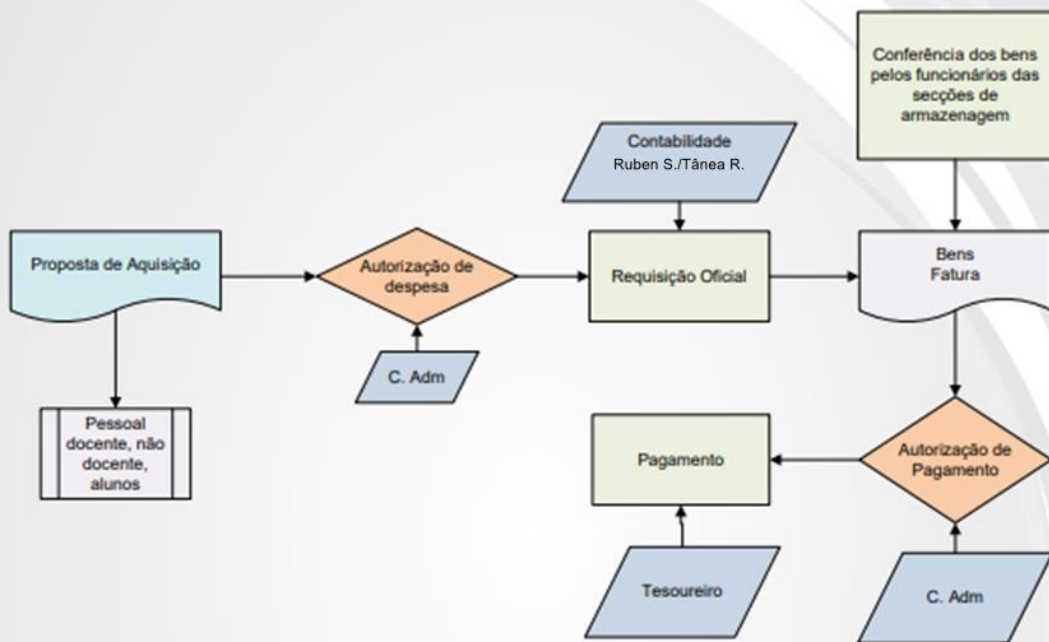 Conferência dos bens
pelos funcionários das
secções de
armazenagem
Contabilidade
Ruben S./Tânea R.
Proposta de Aquisição
Autorização de
despesa
Requisição Oficial
Bens
Fatura
C. Adm
Pessoal
docente, não
docente,
alunos
Pagamento
Autorização de
Pagamento
Tesoureiro
C. Adm